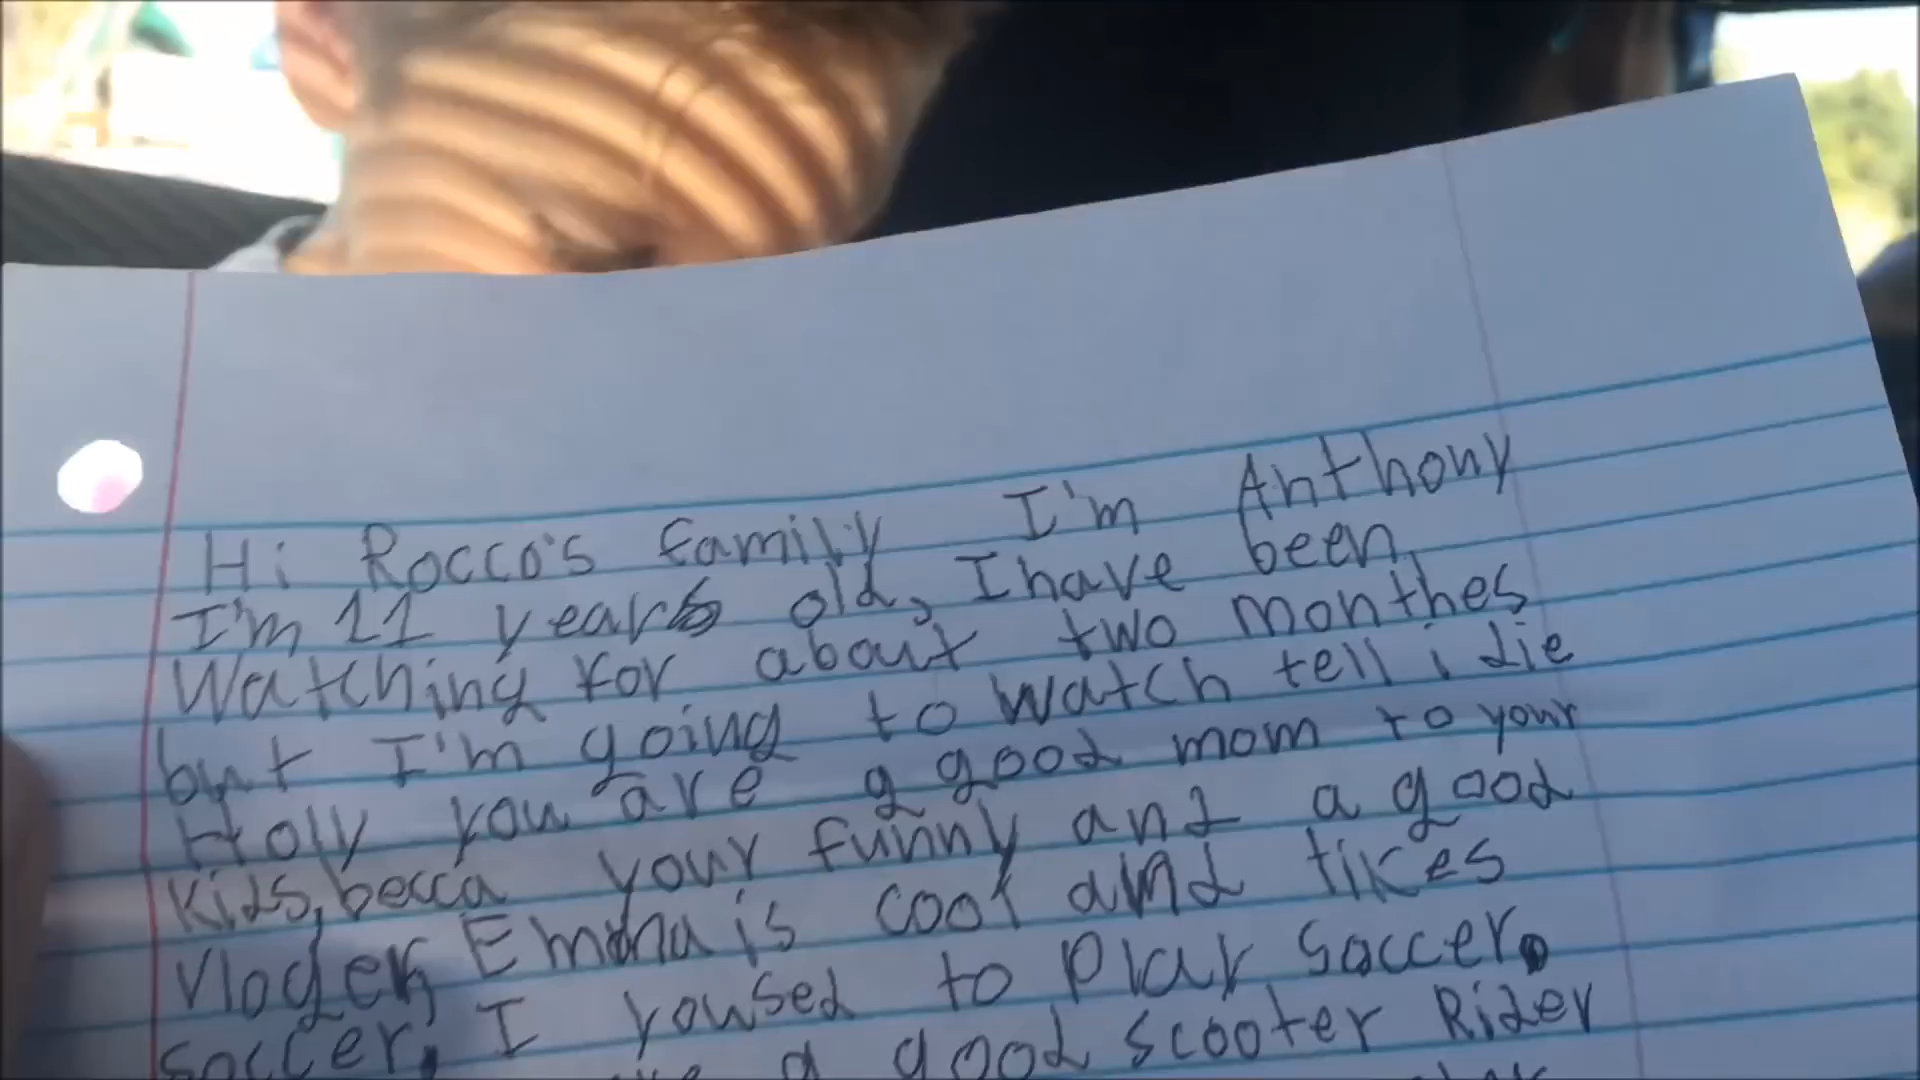 Hi Rocco's family I'm Anthony
I'm 11 years old, I have been
Watching for about two monthes
but I'm going to watch tell i die
Holy you are a good mom to your
Kids, becca your funny and a good
Vloger, Emma is cool and likes
soccer, I yoused to Play Soccer.
a good scooter Rider